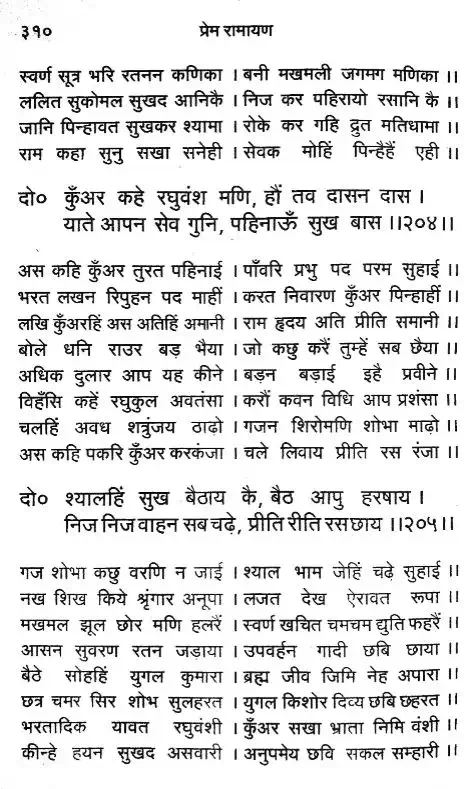 ३१०
प्रेम रामायण
स्वर्ण सूत्र भरि रतनन कणिका । बनी मखमली जगमग मणिका ।।
ललित सुकोमल सुखद आनिकै । निज कर पहिरायो रसानि कै ।।
जानि पिन्हावत सुखकर श्यामा । रोके कर गहि द्रुत मतिधामा ।।
राम कहा सुनु सखा सनेही । सेवक मोहिं पिन्हैहैं एही ।।
दो० कुँअर कहे रघुवंश मणि, हौं तव दासन दास ।
याते आपन सेव गुनि, पहिनाऊँ सुख बास ।।२०४।।
अस कहि कुँअर तुरत पहिनाई । पाँवरि प्रभु पद परम सुहाई ।।
भरत लखन रिपुहन पद माहीं । करत निवारण कुँअर पिन्हाहीं ।।
लखि कुँअरहिं अस अतिहिं अमानी । राम हृदय अति प्रीति समानी ।।
बोले धनि राउर बड़ भैया । जो कछु करैं तुम्हें सब छैया ।।
अधिक दुलार आप यह कीने । बड़न बड़ाई इहै प्रवीने ।।
विहँसि कहें रघुकुल अवतंसा । करौं कवन विधि आप प्रशंसा ।।
चलहिं अवध शत्रुंजय ठाढ़ो । गजन शिरोमणि शोभा माढ़ो ।।
अस कहि पकरि कुँअर करकंजा । चले लिवाय प्रीति रस रंजा ।।
दो० श्यालहिं सुख बैठाय कै, बैठ आपु हरषाय ।
निज निज वाहन सब चढ़े, प्रीति रीति रस छाय ।।२०५।।
गज शोभा कछु वरणि न जाई । श्याल भाम जेहिं चढ़े सुहाई ।।
नख शिख किये श्रृंगार अनूपा । लजत देख ऐरावत रूपा ।।
मखमल झूल छोर मणि हलरैं । स्वर्ण खचित चमचम द्युति फहरैं ।।
आसन सुवरण रतन जड़ाया । उपवर्हन गादी छबि छाया ।।
बैठे सोहहिं युगल कुमारा । ब्रह्म जीव जिमि नेह अपारा ।।
छत्र चमर सिर शोभ सुलहरत । युगल किशोर दिव्य छबि छहरत ।।
भरतादिक यावत रघुवंशी । कुँअर सखा भ्राता निमि वंशी ।।
कीन्हे हयन सुखद असवारी । अनुपमेय छवि सकल सम्हारी ।।